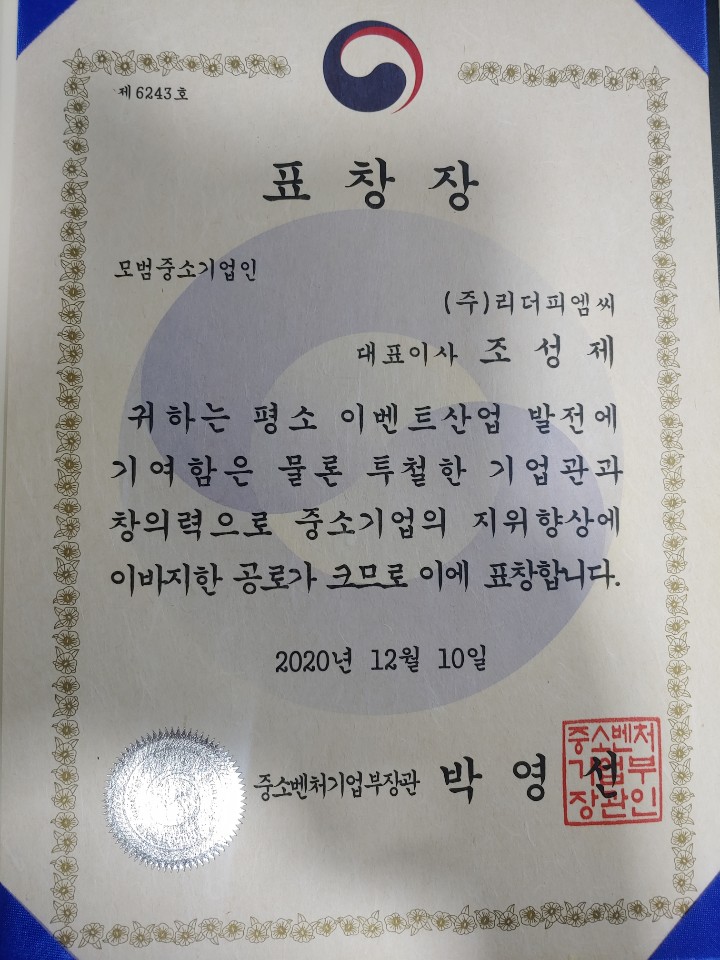 제 6243 호
표 창 장
모범중소기업인
(주)리더피엠씨
대표이사 조 성 제
귀하는 평소 이벤트산업 발전에
기여함은 물론 투철한 기업관과
창의력으로 중소기업의 지위향상에
이바지한 공로가 크므로 이에 표창합니다.
2020년 12월 10일
중소벤처기업부장관 박 영 선
중소벤처
기업부
장관인